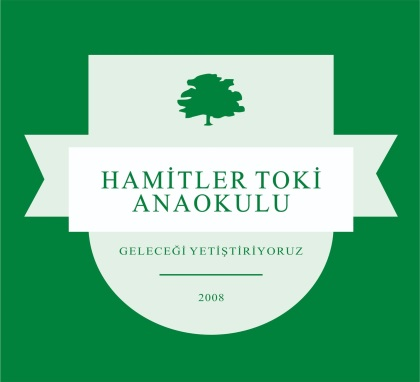 HAMİTLER TOKİ
ANAOKULU
GELECEĞİ YETİŞTİRİYORUZ
2008